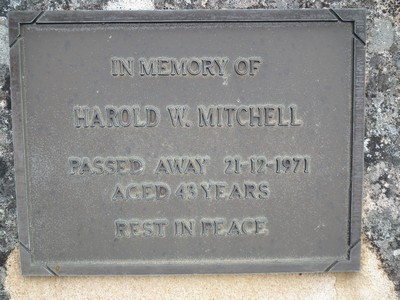 IN MEMORY OF
HAROLD W. MITCHELL
PASSED AWAY 21-12-1971
AGED 43 YEARS
REST IN PEACE